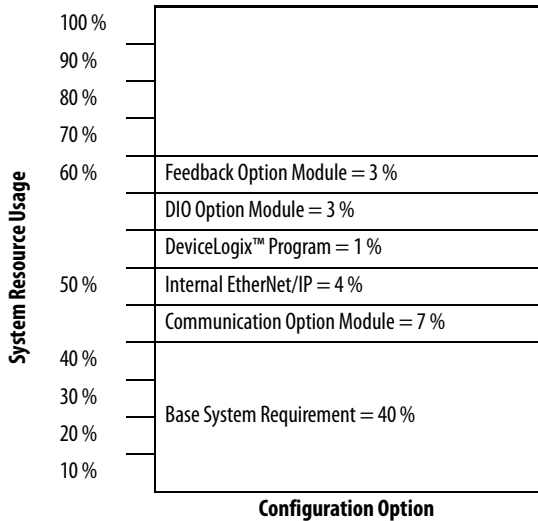 100 %
90 %
80 %
70 %
60 %
Feedback Option Module = 3 %
DIO Option Module = 3 %
DeviceLogix™ Program = 1 %
50 %
Internal EtherNet/IP = 4 %
Communication Option Module = 7 %
40 %
30 %
Base System Requirement = 40 %
20 %
10 %
System Resource Usage
Configuration Option